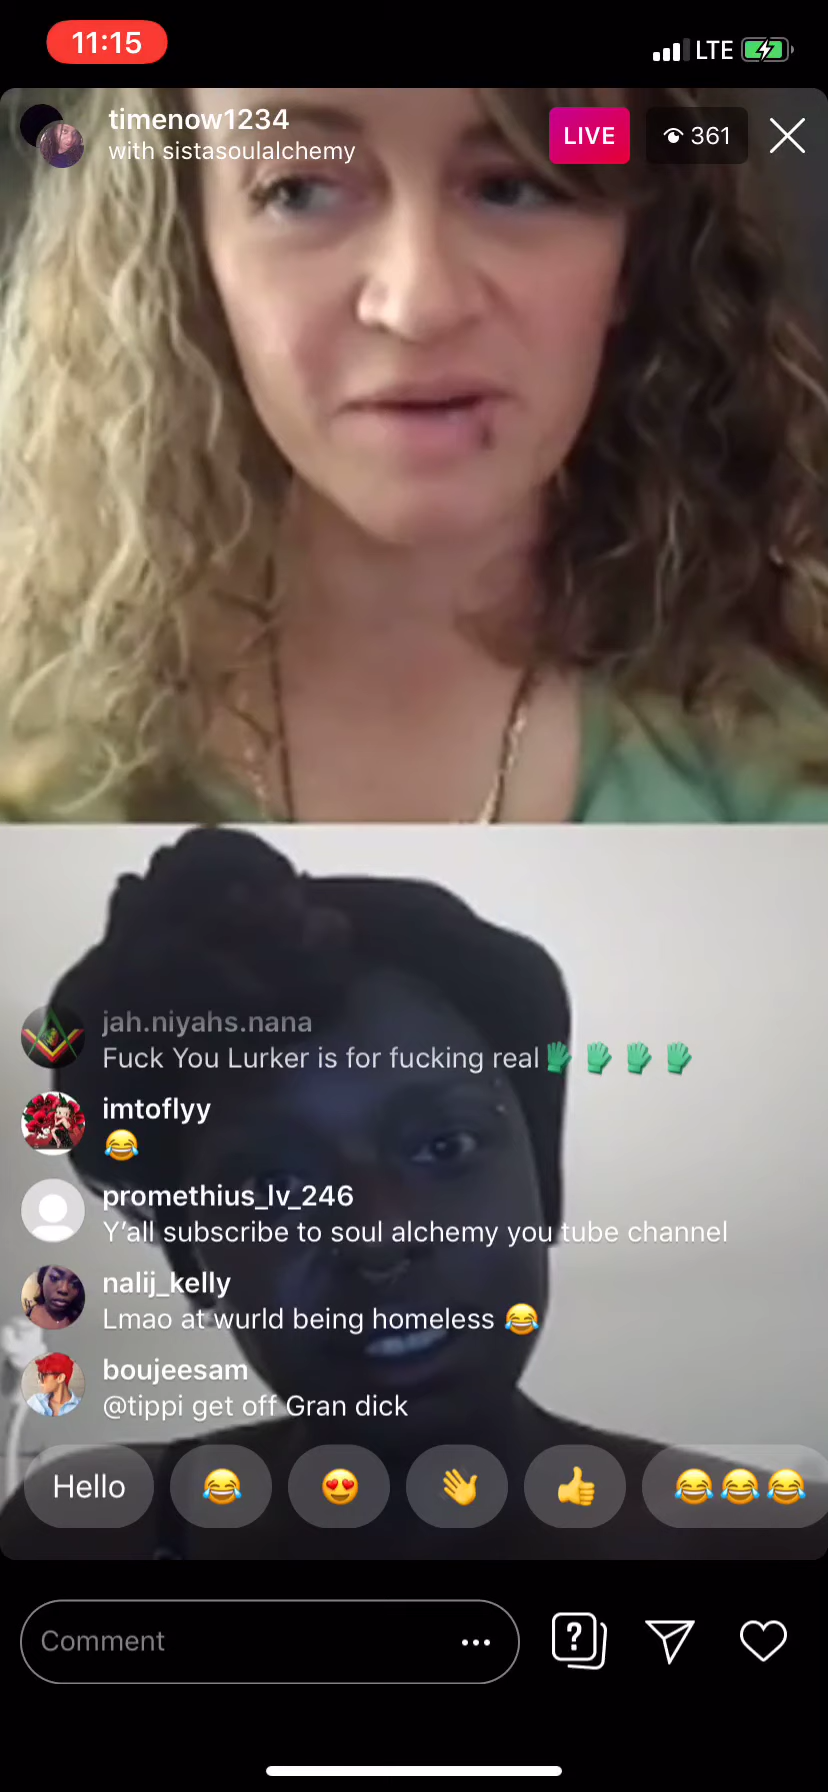 11:15
LTE
timenow1234
with sistasoulalchemy
LIVE
361
jah.niyahs.nana
Fuck You Lurker is for fucking real🧤🧤🧤🧤
imtoflyy
😂
promethius_lv_246
Y’all subscribe to soul alchemy you tube channel
nalij_kelly
Lmao at wurld being homeless 😂
boujeesam
@tippi get off Gran dick
Hello 😂 😍 👋 👍 😂😂😂
Comment